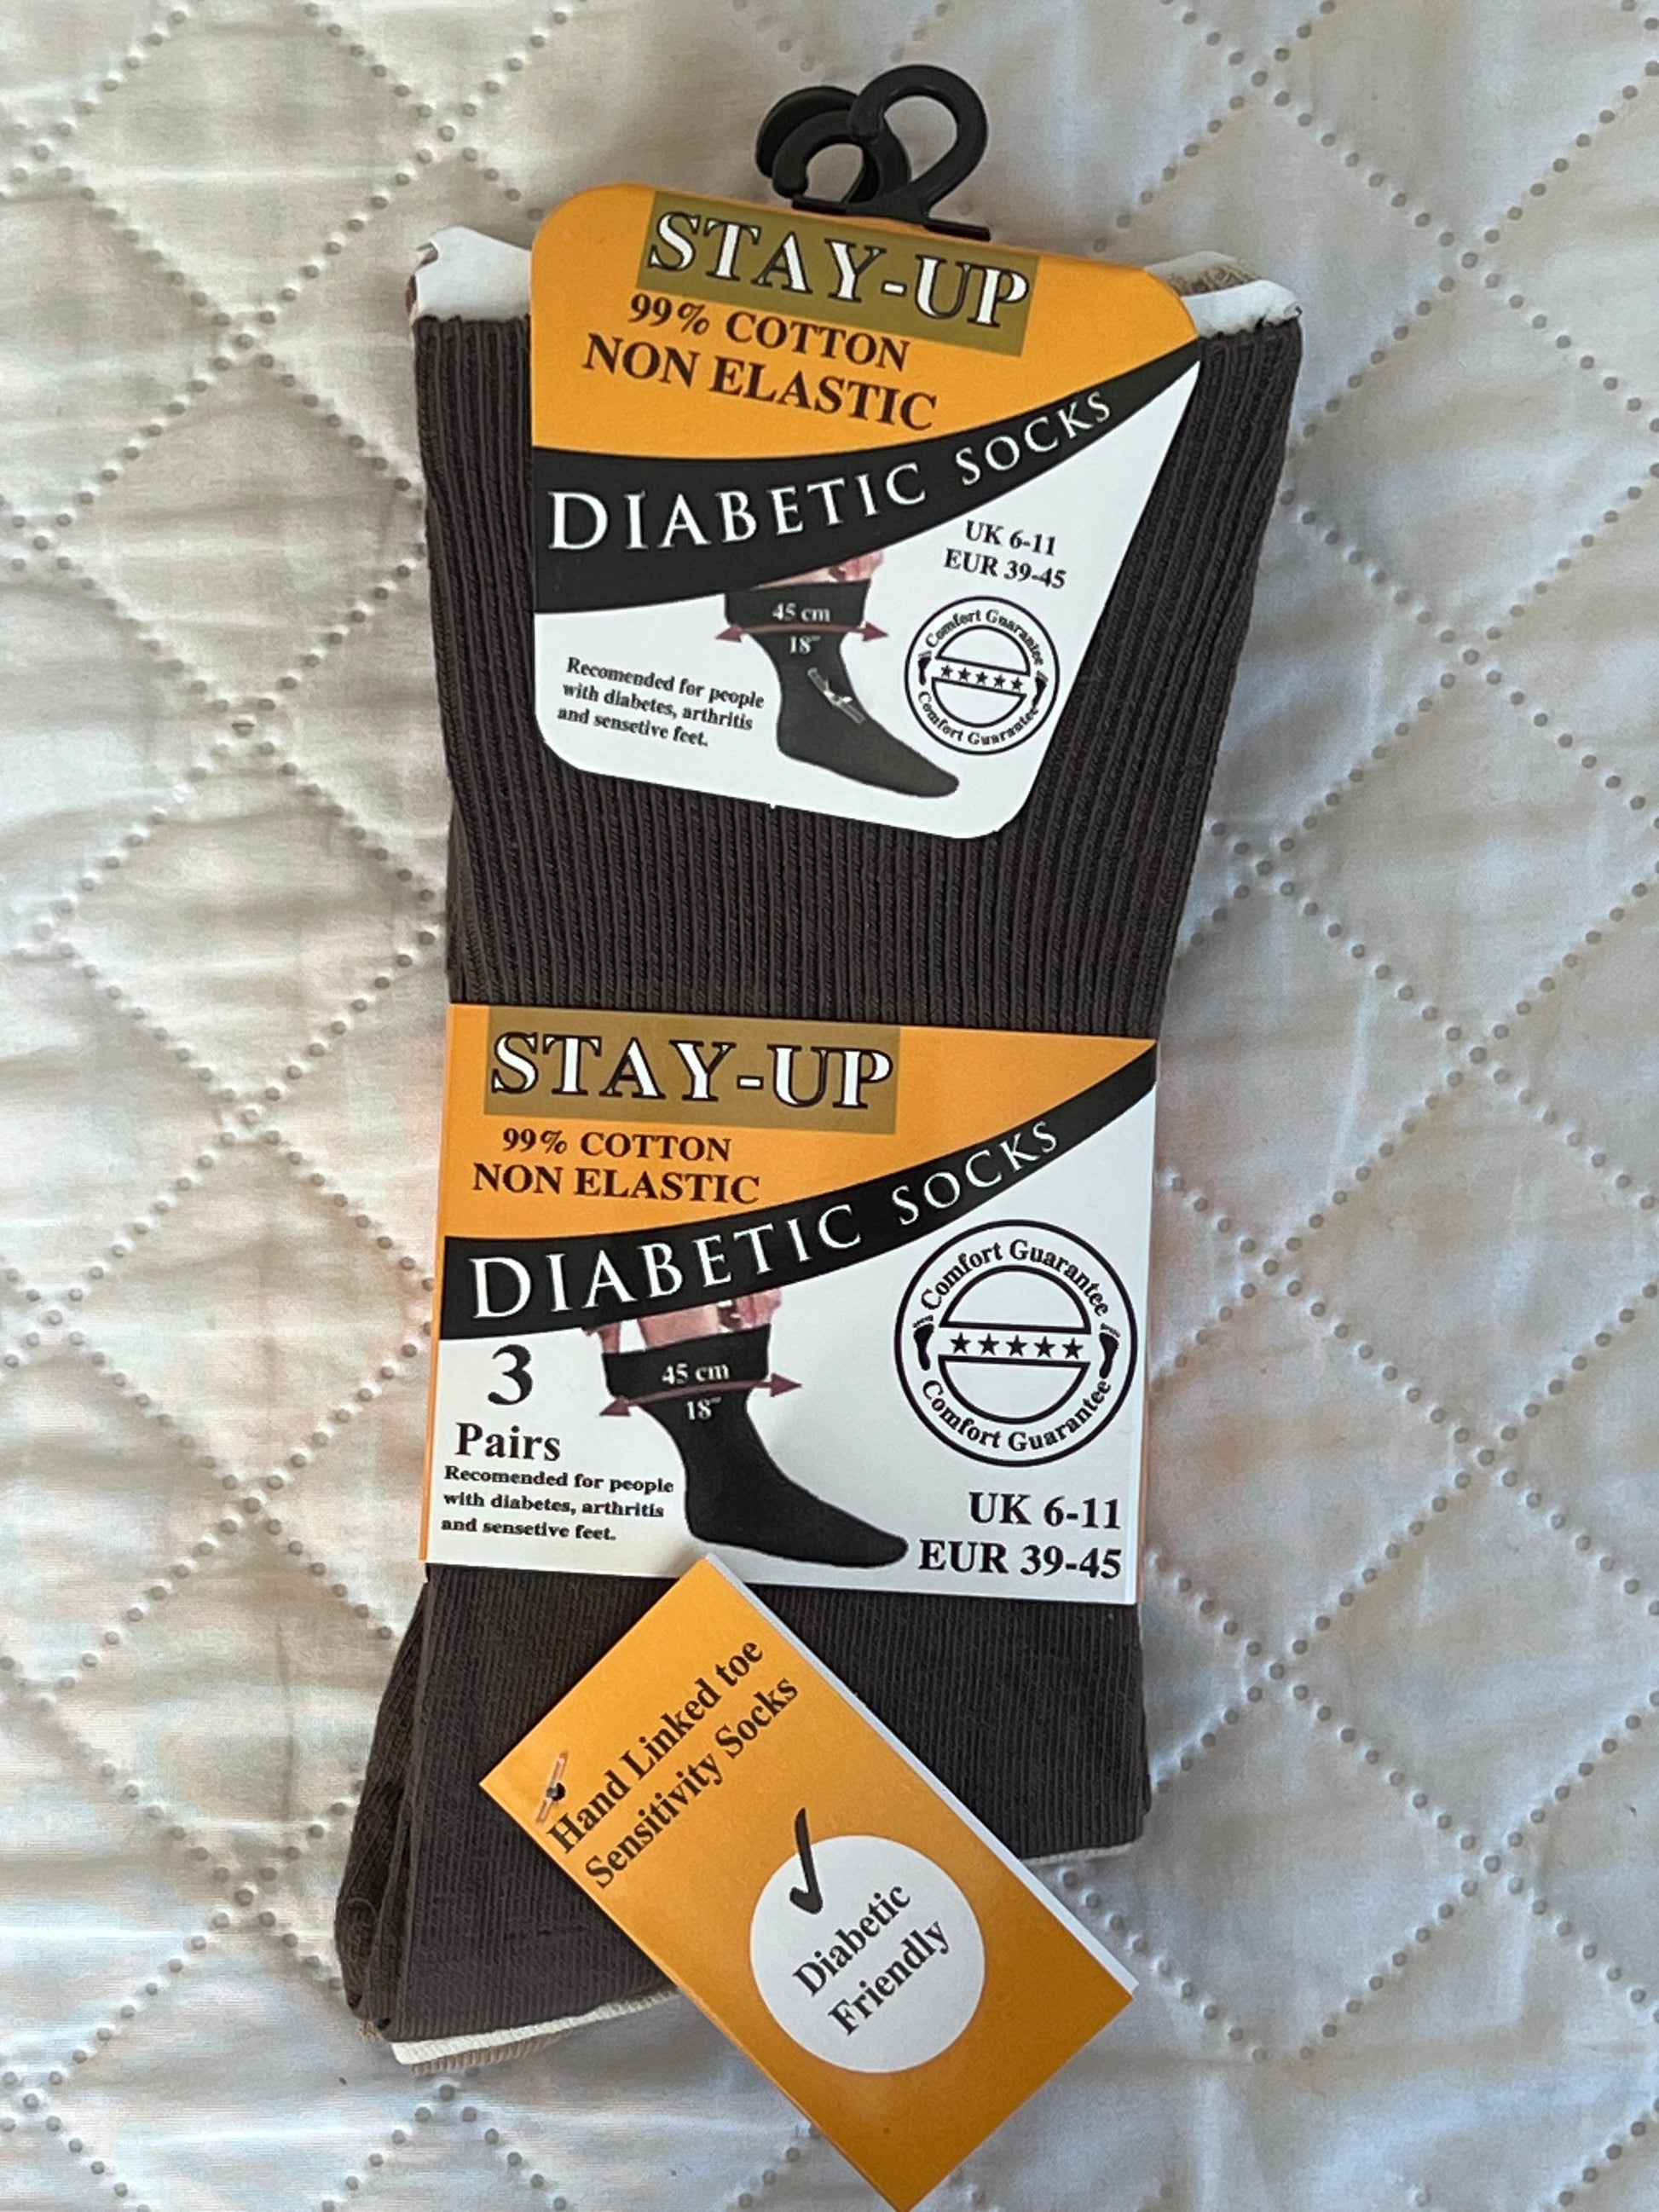 STAY-UP
99% COTTON
NON ELASTIC
DIABETIC SOCKS
UK 6-11
EUR 39-45
45 cm
18"
Comfort Guarantee
Comfort Guarantee
Recomended for people
with diabetes, arthritis
and sensetive feet.
STAY-UP
99% COTTON
NON ELASTIC
DIABETIC SOCKS
3
Pairs
Recomended for people
with diabetes, arthritis
and sensetive feet.
45 cm
18"
Comfort Guarantee
Comfort Guarantee
UK 6-11
EUR 39-45
Hand Linked toe
Sensitivity Socks
Diabetic
Friendly